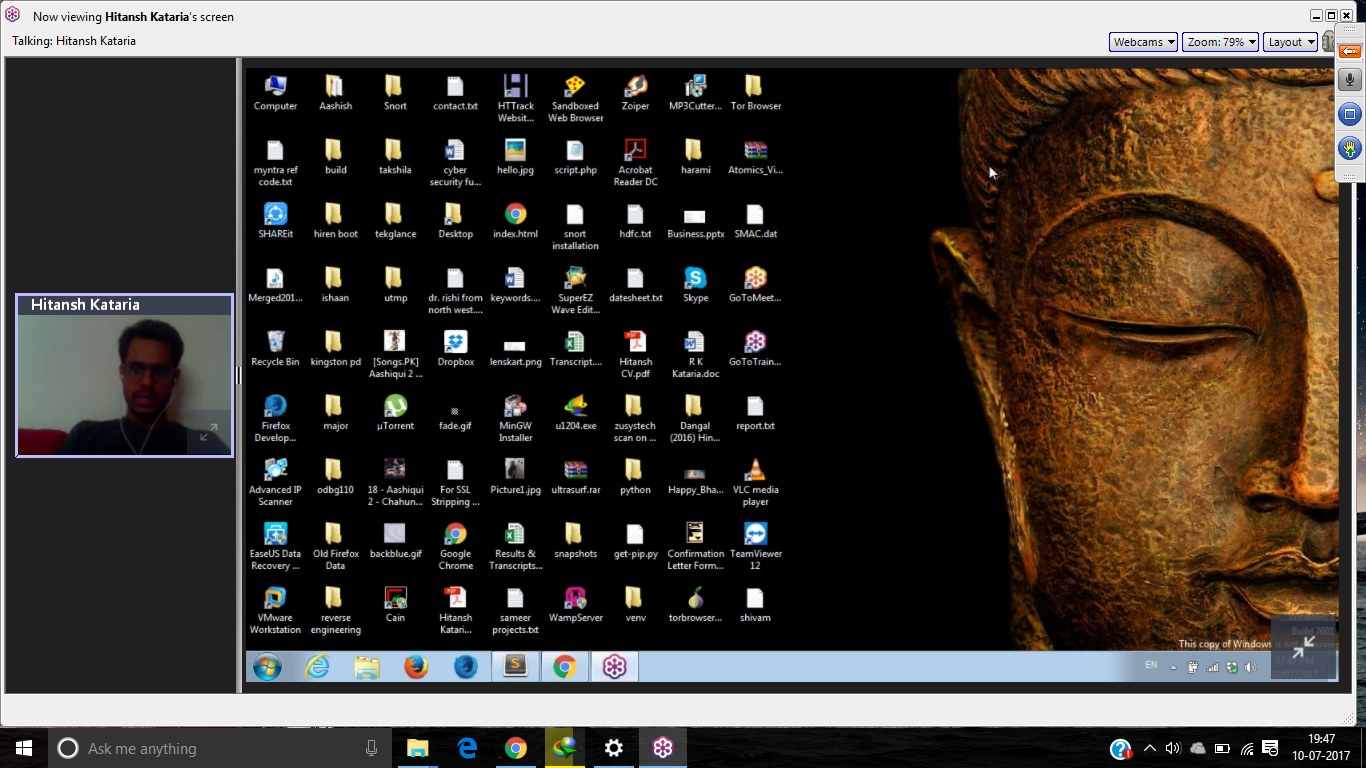 Now viewing Hitansh Kataria's screen
Talking: Hitansh Kataria
Webcams
Zoom: 79%
Layout
Hitansh Kataria
Computer
Aashish
Snort
contact.txt
HTTrack
Websit...
Sandboxed
Web Browser
Zoiper
MP3Cutter...
Tor Browser
myntra ref
code.txt
build
takshila
cyber
security fu...
hello.jpg
script.php
Acrobat
Reader DC
harami
Atomics_Vi...
SHAREit
hiren boot
tekglance
Desktop
index.html
snort
installation
hdfc.txt
Business.pptx
SMAC.dat
Merged201...
ishaan
utmp
dr. rishi from
north west....
keywords....
SuperEZ
Wave Edit...
datesheet.txt
Skype
GoToMeet...
Recycle Bin
kingston pd
[Songs.PK]
Aashiqui 2 ...
Dropbox
lenskart.png
Transcript...
Hitansh
CV.pdf
R K
Kataria.doc
GoToTrain...
Firefox
Develop...
major
µTorrent
fade.gif
MinGW
Installer
u1204.exe
zusystech
scan on ...
Dangal
(2016) Hin...
report.txt
Advanced IP
Scanner
odbg110
18 - Aashiqui
2 - Chahun...
For SSL
Stripping ...
Picture1.jpg
ultrasurf.rar
python
Happy_Bha...
VLC media
player
EaseUS Data
Recovery ...
Old Firefox
Data
backblue.gif
Google
Chrome
Results &
Transcripts...
snapshots
get-pip.py
Confirmation
Letter Form...
TeamViewer
12
VMware
Workstation
reverse
engineering
Cain
Hitansh
Katari...
sameer
projects.txt
WampServer
venv
torbrowser...
shivam
Build 7601
This copy of Windows is not
EN
Ask me anything
19:47
10-07-2017